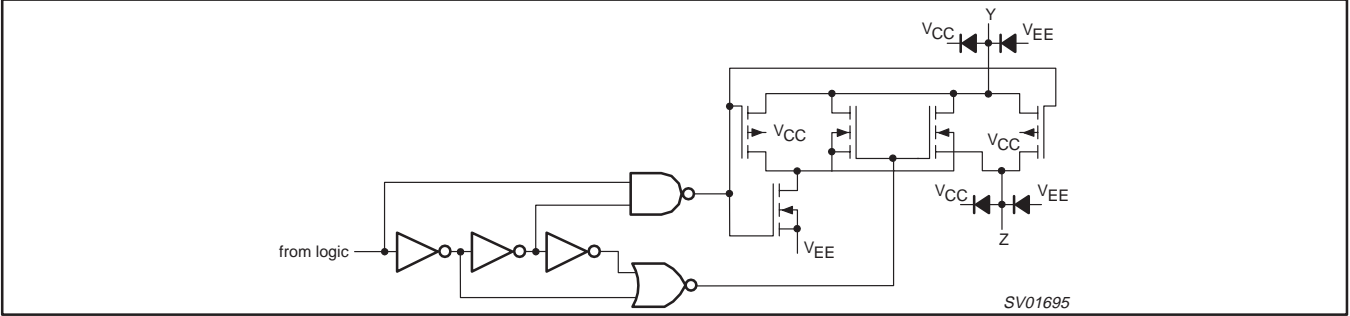 Y
VCC
VEE
VCC
VCC
VCC
VEE
from logic
VEE
Z
SV01695